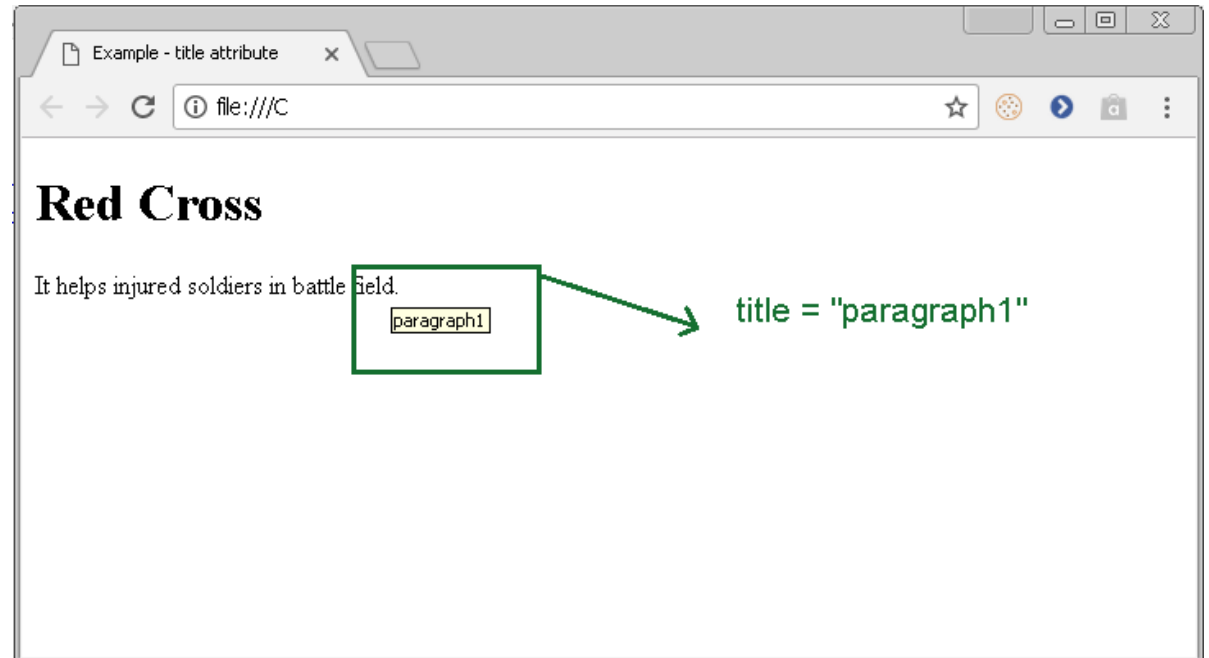 Example - title attribute
file:///C
Red Cross
It helps injured soldiers in battle field.
paragraph1
title = "paragraph1"